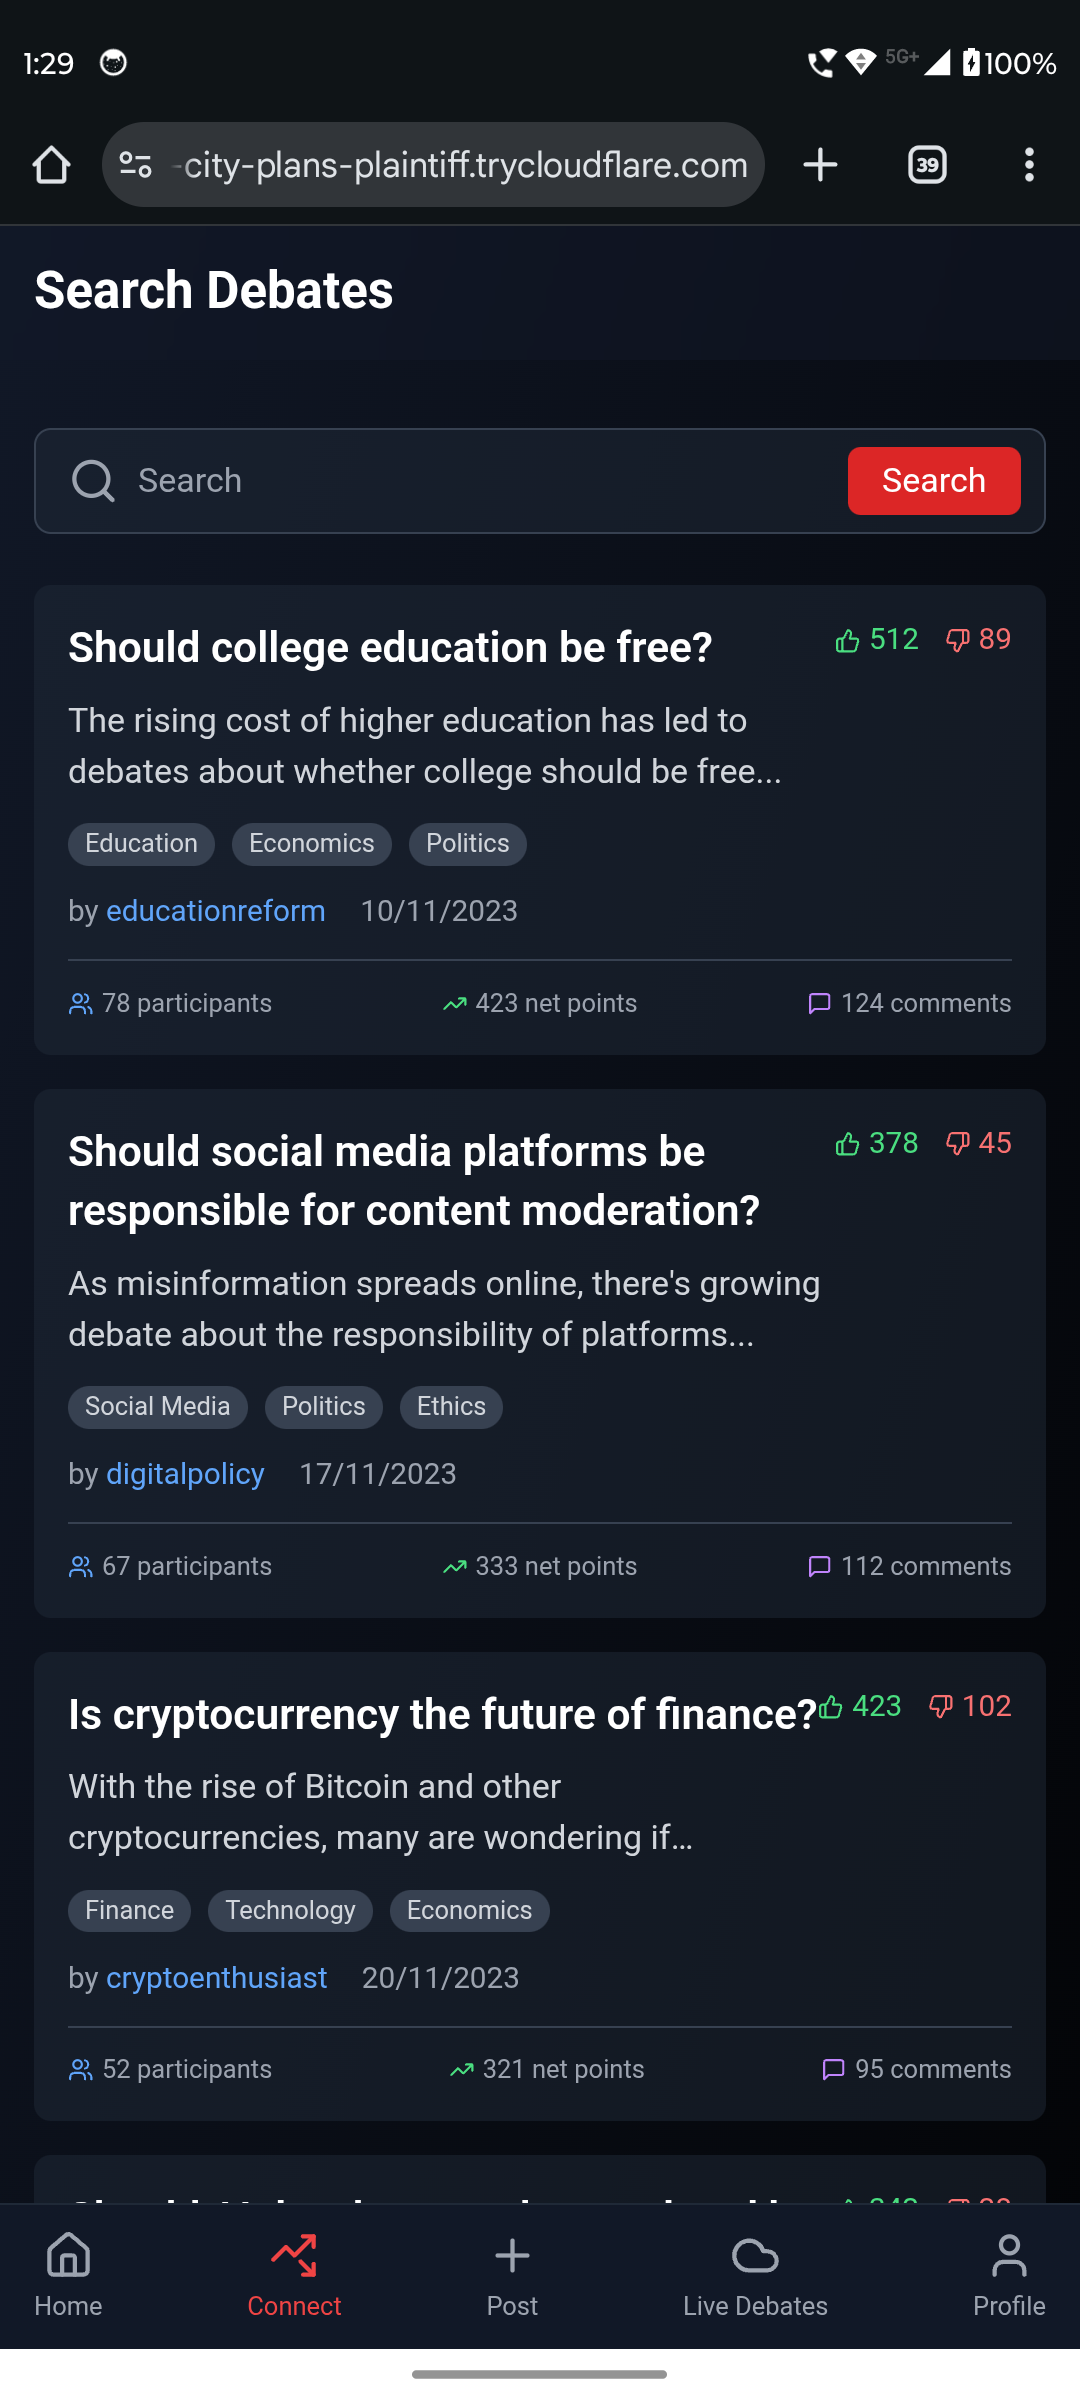 1:29
5G+
100%
-city-plans-plaintiff.trycloudflare.com
39
Search Debates
Search
Search
Should college education be free?
512
89
The rising cost of higher education has led to
debates about whether college should be free...
Education
Economics
Politics
by educationreform
10/11/2023
78 participants
423 net points
124 comments
Should social media platforms be
responsible for content moderation?
378
45
As misinformation spreads online, there's growing
debate about the responsibility of platforms...
Social Media
Politics
Ethics
by digitalpolicy
17/11/2023
67 participants
333 net points
112 comments
Is cryptocurrency the future of finance?
423
102
With the rise of Bitcoin and other
cryptocurrencies, many are wondering if...
Finance
Technology
Economics
by cryptoenthusiast
20/11/2023
52 participants
321 net points
95 comments
Home
Connect
Post
Live Debates
Profile